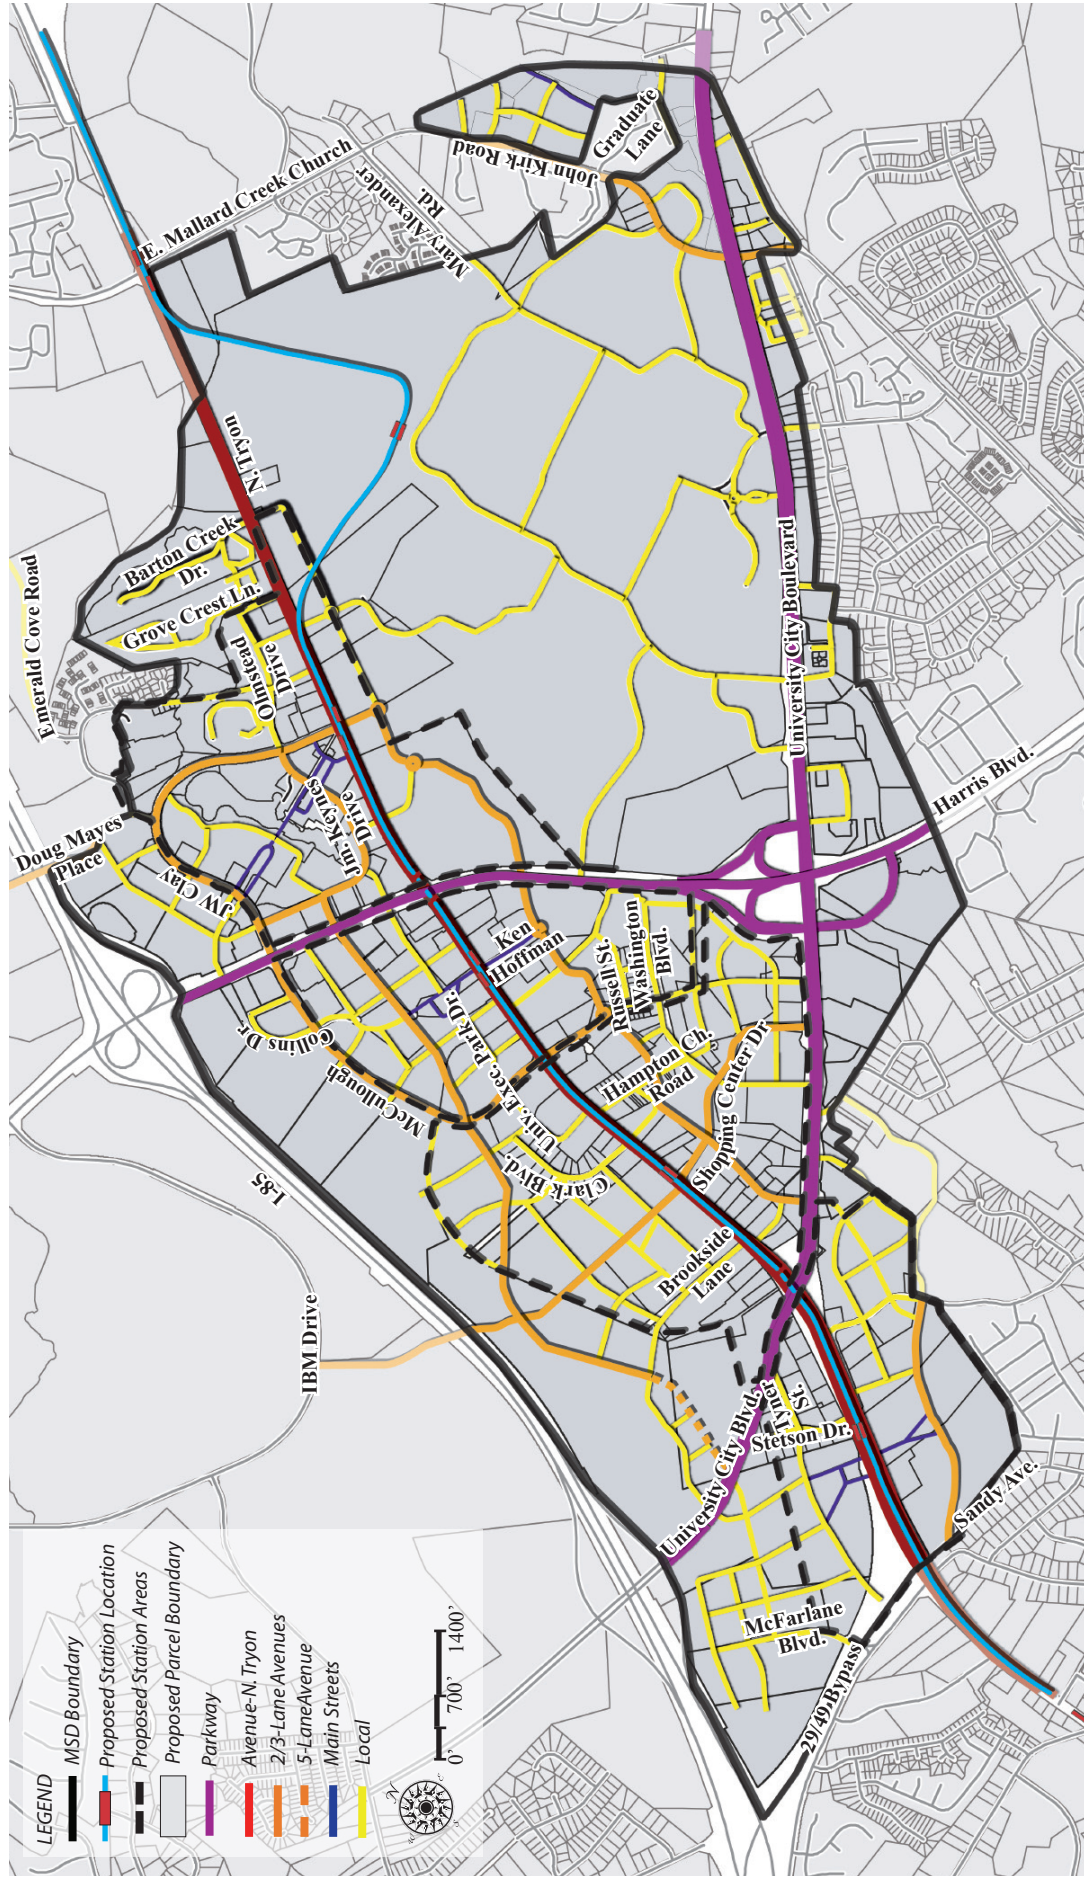 E. Mallard Creek Church
Mary Alexander
Rd.
John Kirk Road
Graduate
Lane
N. Tryon
Emerald Cove Road
Barton Creek
Dr.
Grove Crest Ln.
Olmstead
Drive
Doug Mayes
Place
JW Clay
Jm. Keynes
Drive
University City Boulevard
Harris Blvd.
Ken
Hoffman
Russell St.
Washington
Blvd.
Collins Dr.
McCullough
Univ. Exec. Park Dr.
Hampton Ch.
Road
Shopping Center Dr.
Clark Blvd.
I-85
IBM Drive
Brookside
Lane
University City Blvd.
Tyner
St.
Stetson Dr.
Sandy Ave.
McFarlane
Blvd.
29/49 Bypass
LEGEND
MSD Boundary
Proposed Station Location
Proposed Station Areas
Proposed Parcel Boundary
Parkway
Avenue-N. Tryon
2/3-Lane Avenues
5-LaneAvenue
Main Streets
Local
0' 700' 1400'
N